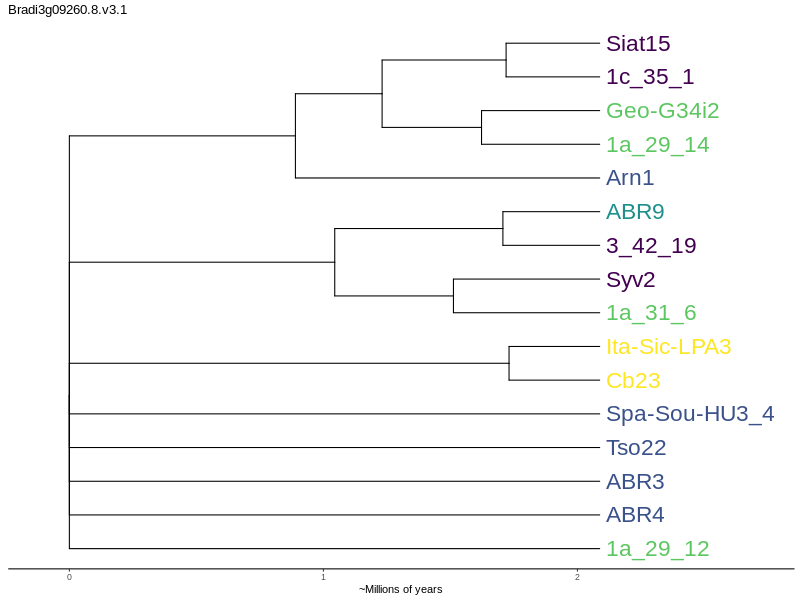 Bradi3g09260.8.v3.1
Siat15
1c_35_1
Geo-G34i2
1a_29_14
Arn1
ABR9
3_42_19
Syv2
1a_31_6
Ita-Sic-LPA3
Cb23
Spa-Sou-HU3_4
Tso22
ABR3
ABR4
1a_29_12
0 1 2
~Millions of years